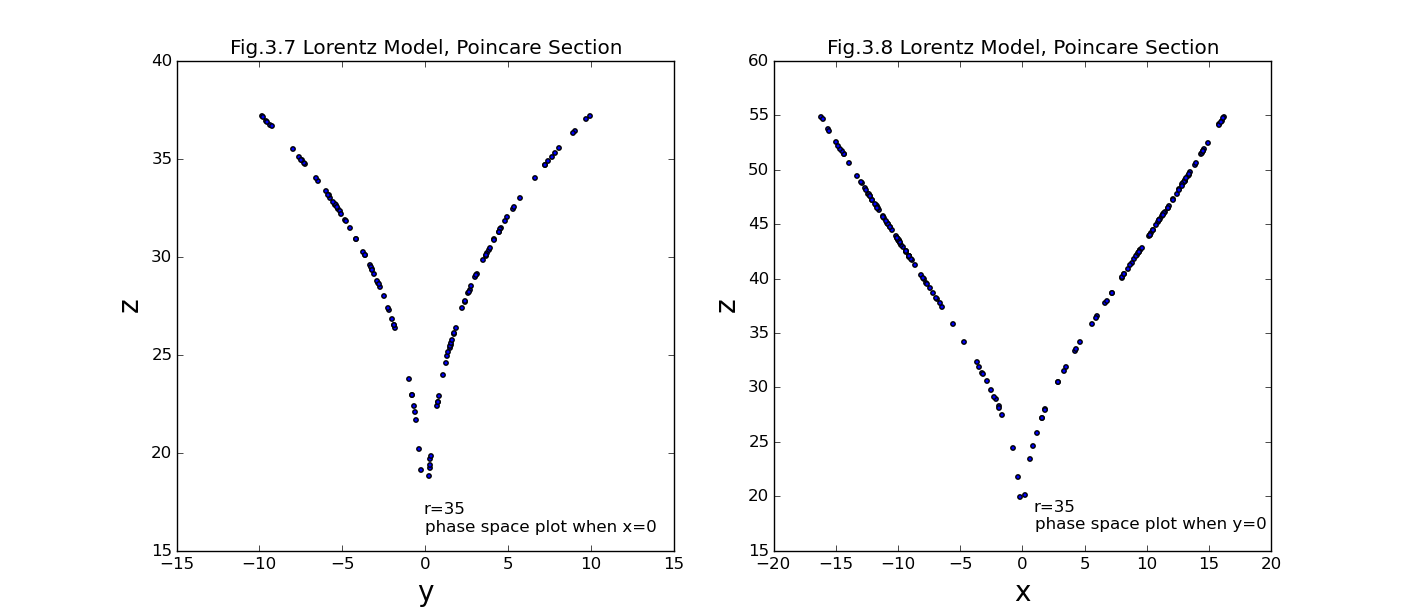 Fig.3.7 Lorentz Model, Poincare Section
40
35
30
25
20
15
z
r=35
phase space plot when x=0
−15 −10 −5 0 5 10 15
y
Fig.3.8 Lorentz Model, Poincare Section
60
55
50
45
40
35
30
25
20
15
z
r=35
phase space plot when y=0
−20 −15 −10 −5 0 5 10 15 20
x